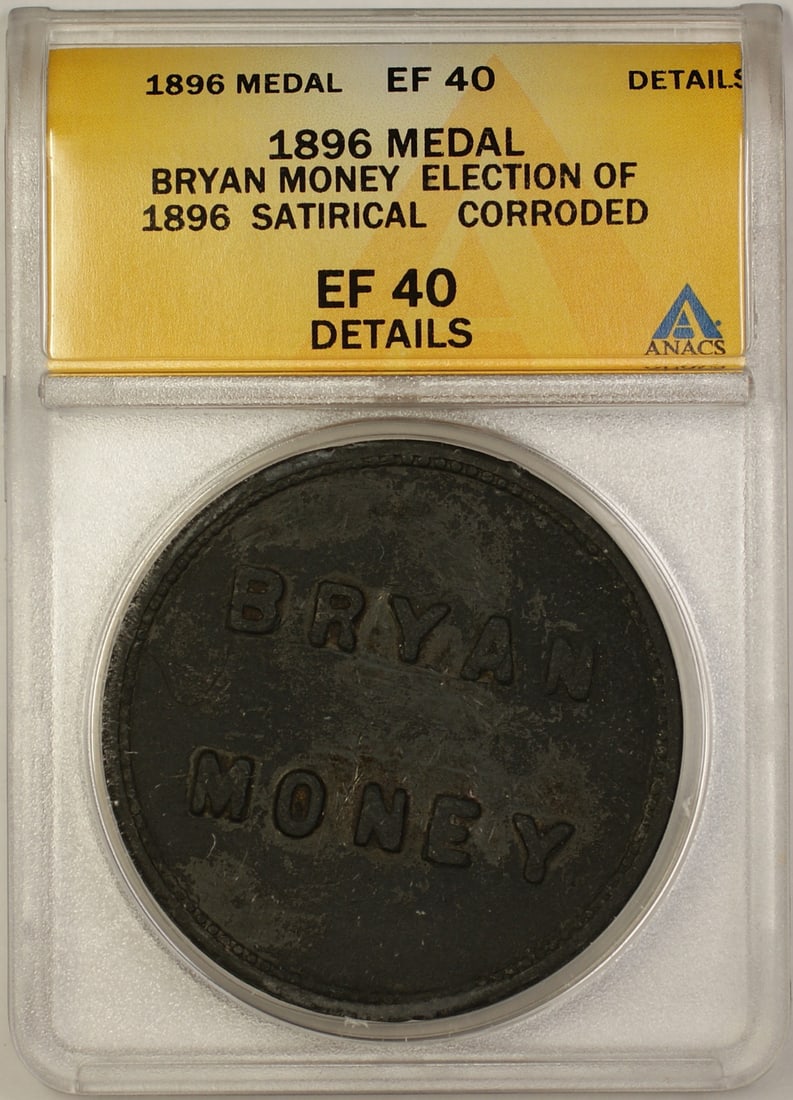 1896 MEDAL EF 40 DETAILS
1896 MEDAL
BRYAN MONEY ELECTION OF
1896 SATIRICAL CORRODED
EF 40
DETAILS
ANACS
BRYAN
MONEY